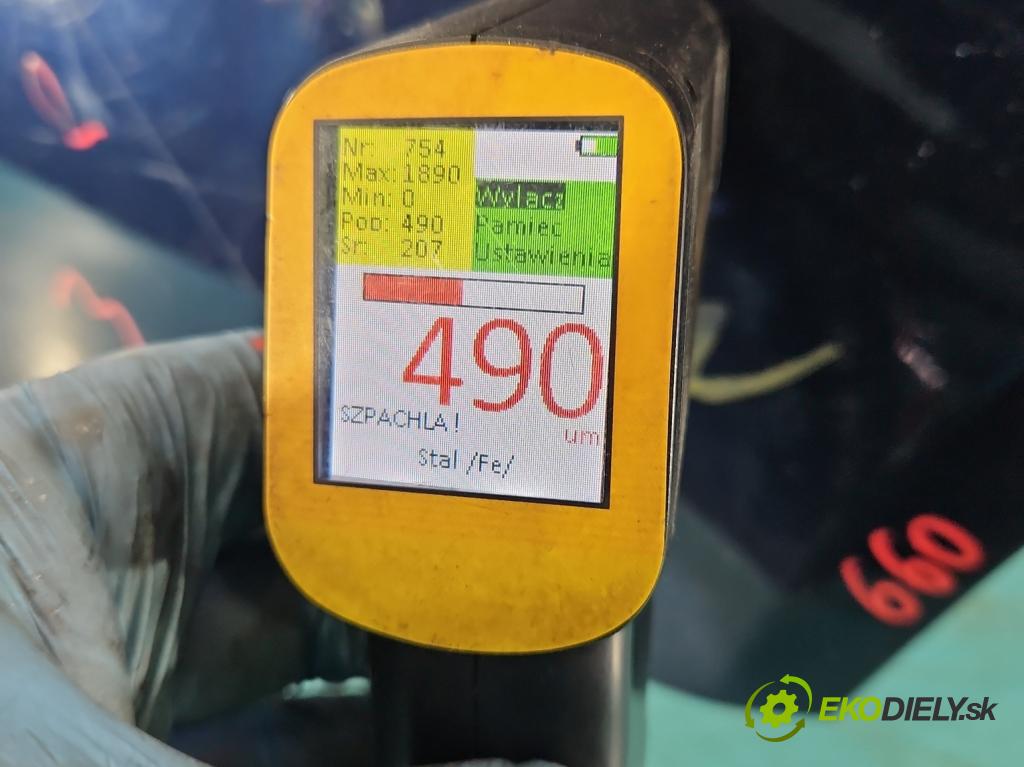 Nr: 754
Max: 1890
Min: 0
Pop: 490
Sr: 207
Wylacz
Pamiec
Ustawienia
490
um
SZPACHLA!
Stal /Fe/
660
EKODIELY.sk